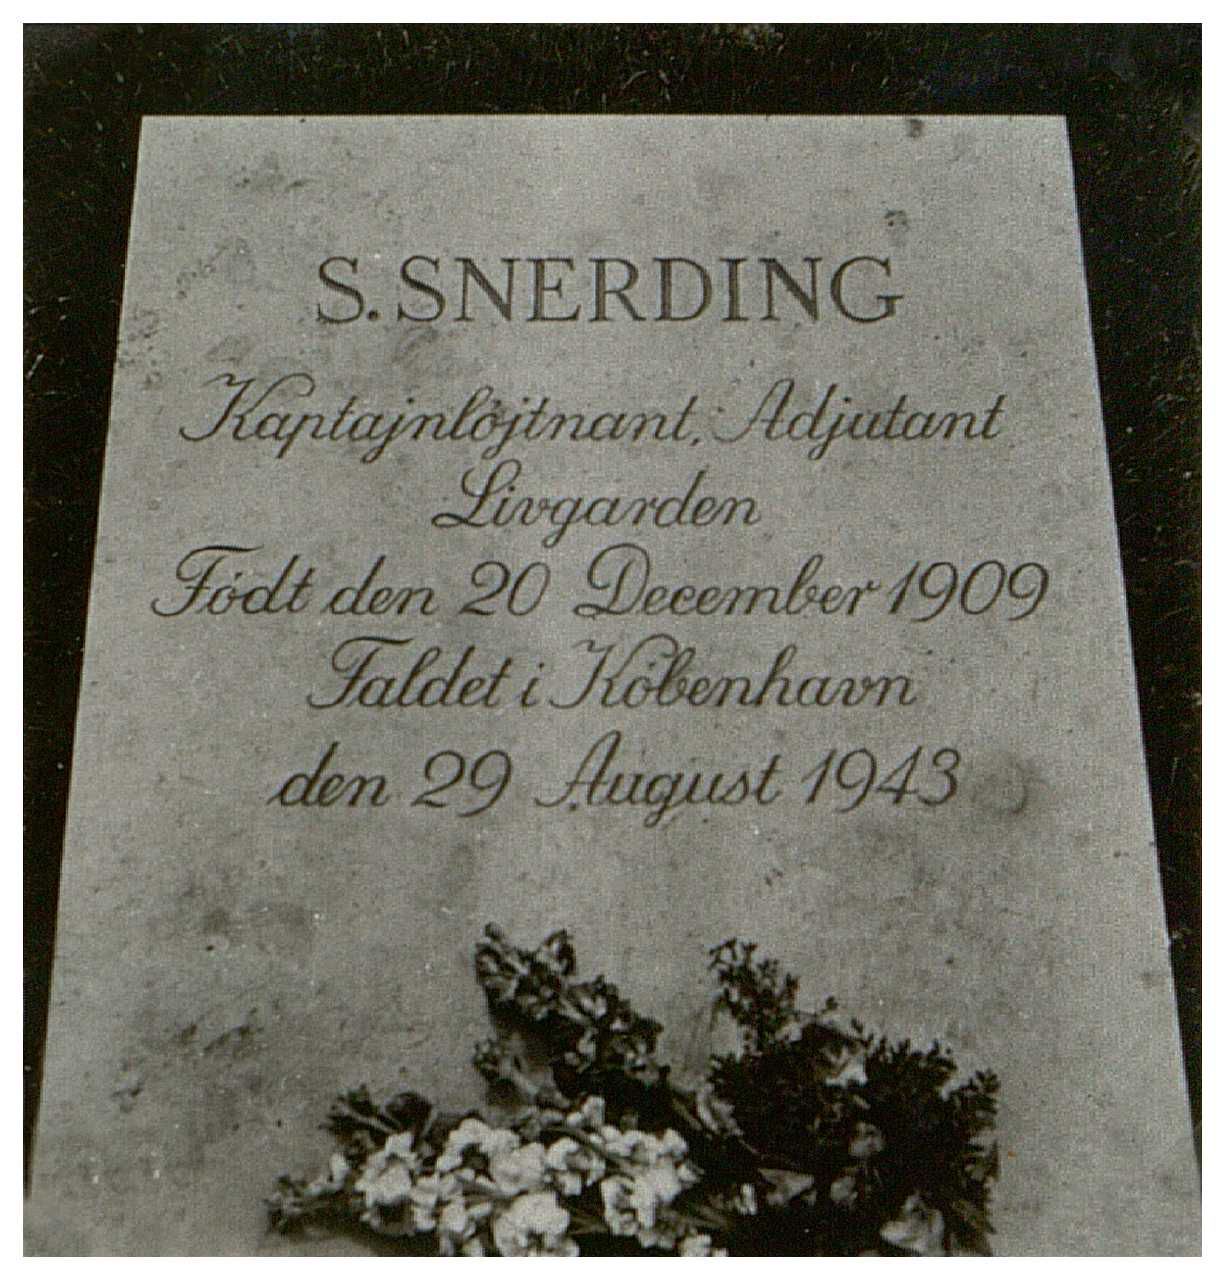 S. SNERDING
Kaptajnløjtnant, Adjutant
Livgarden
Født den 20 December 1909
Faldet i København
den 29 August 1943